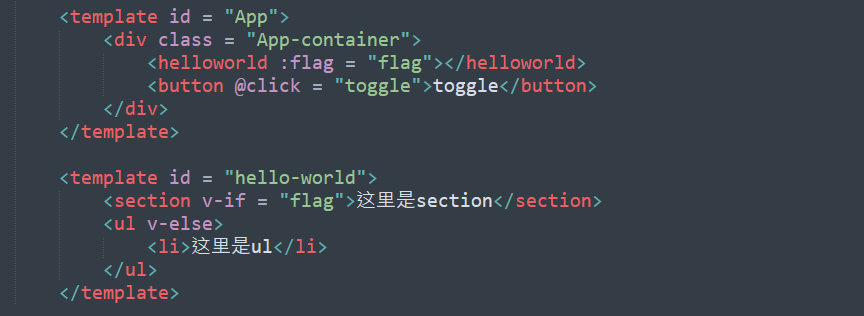 <template id = "App">
<div class = "App-container">
<helloworld :flag = "flag"></helloworld>
<button @click = "toggle">toggle</button>
</div>
</template>
<template id = "hello-world">
<section v-if = "flag">这里是section</section>
<ul v-else>
<li>这里是ul</li>
</ul>
</template>